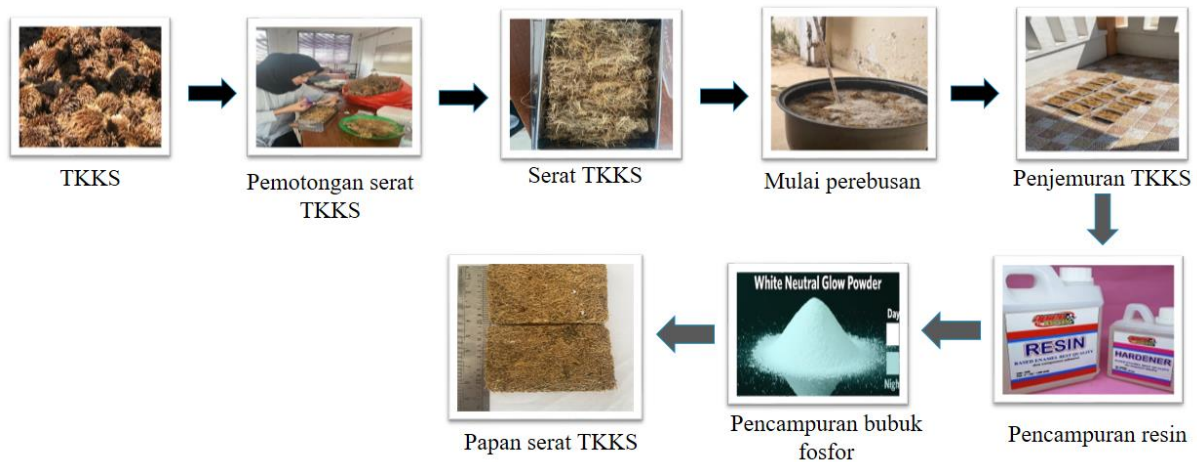 TKKS
Pemotongan serat
TKKS
Serat TKKS
Mulai perebusan
Penjemuran TKKS
White Neutral Glow Powder
Day
Night
RESIN
HARDENER
Papan serat TKKS
Pencampuran bubuk
fosfor
Pencampuran resin